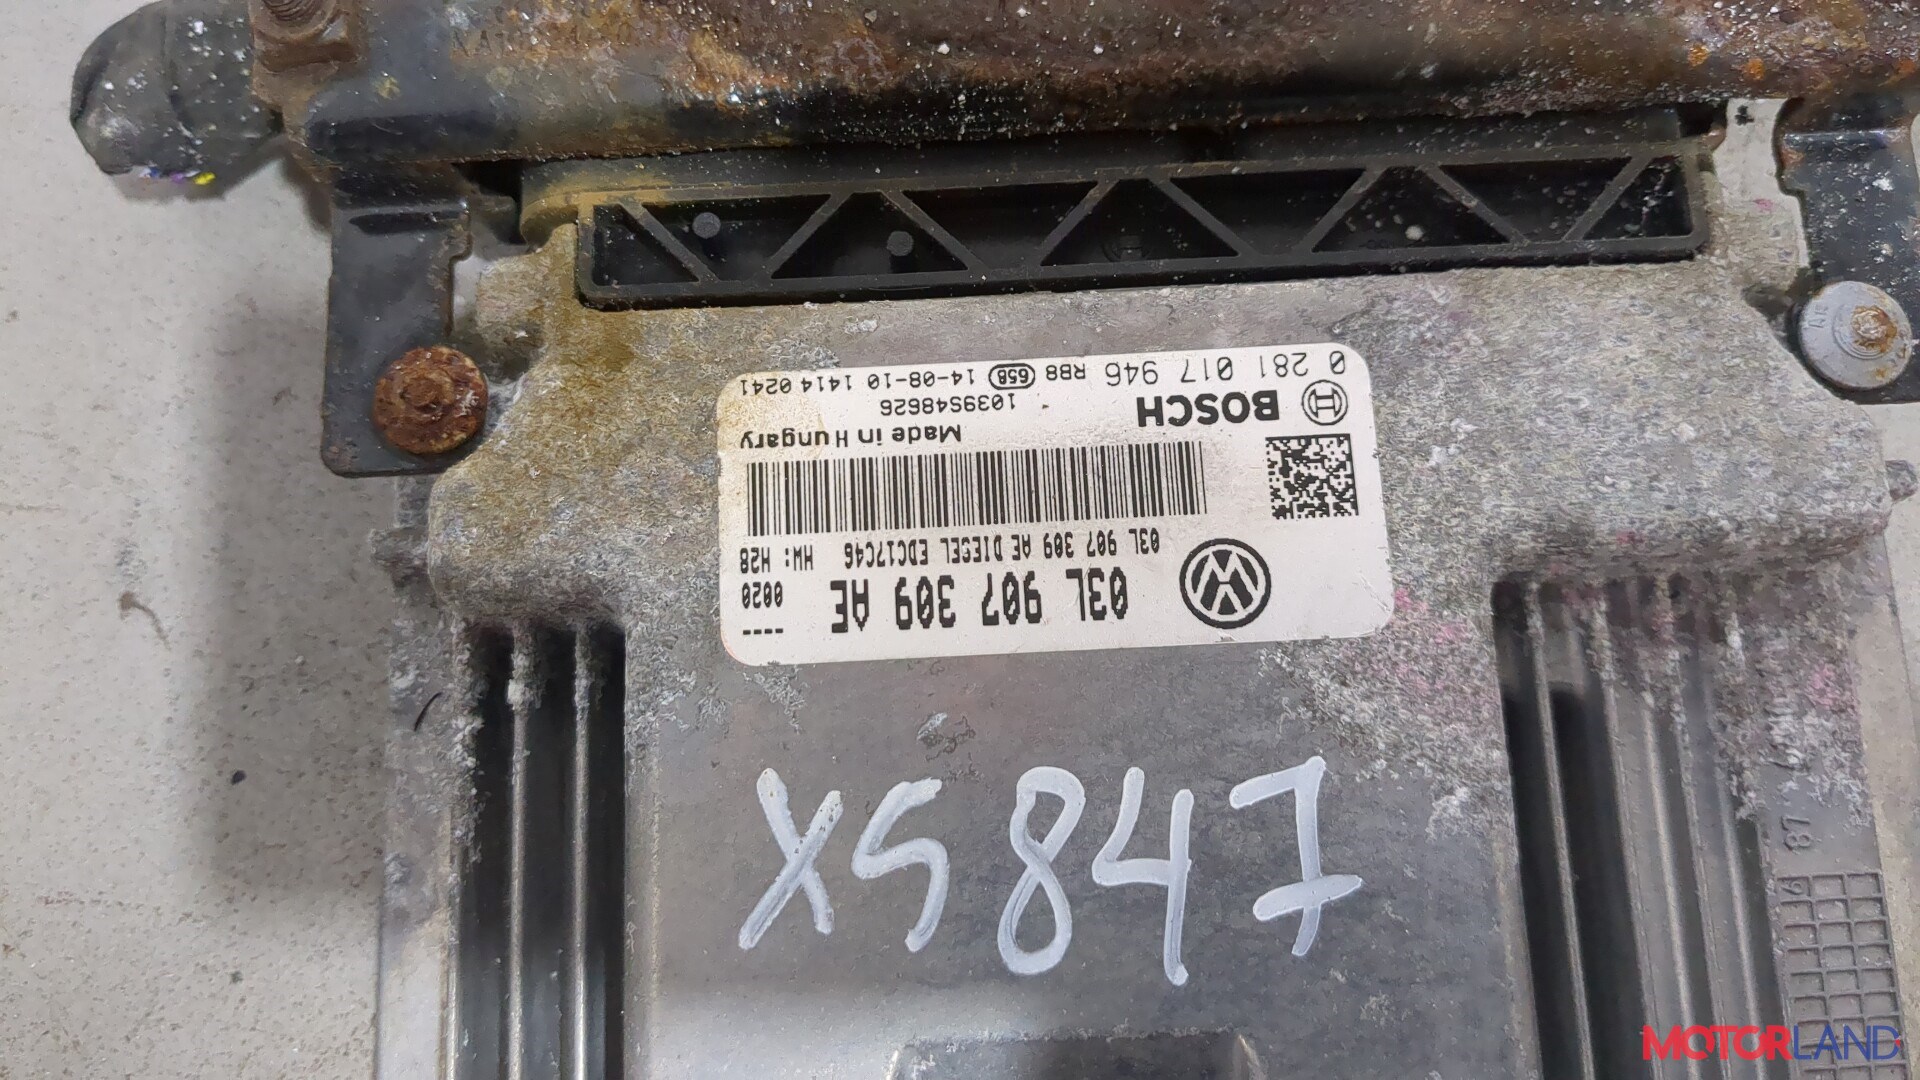 0 281 017 946 RB8 658 14-08-10 1414 0241
BOSCH
1039S48626
Made in Hungary
03L 907 309 AE DIESEL EDC17C46 HW: H28
03L 907 309 AE 0020
----
X5847
MOTORLAND